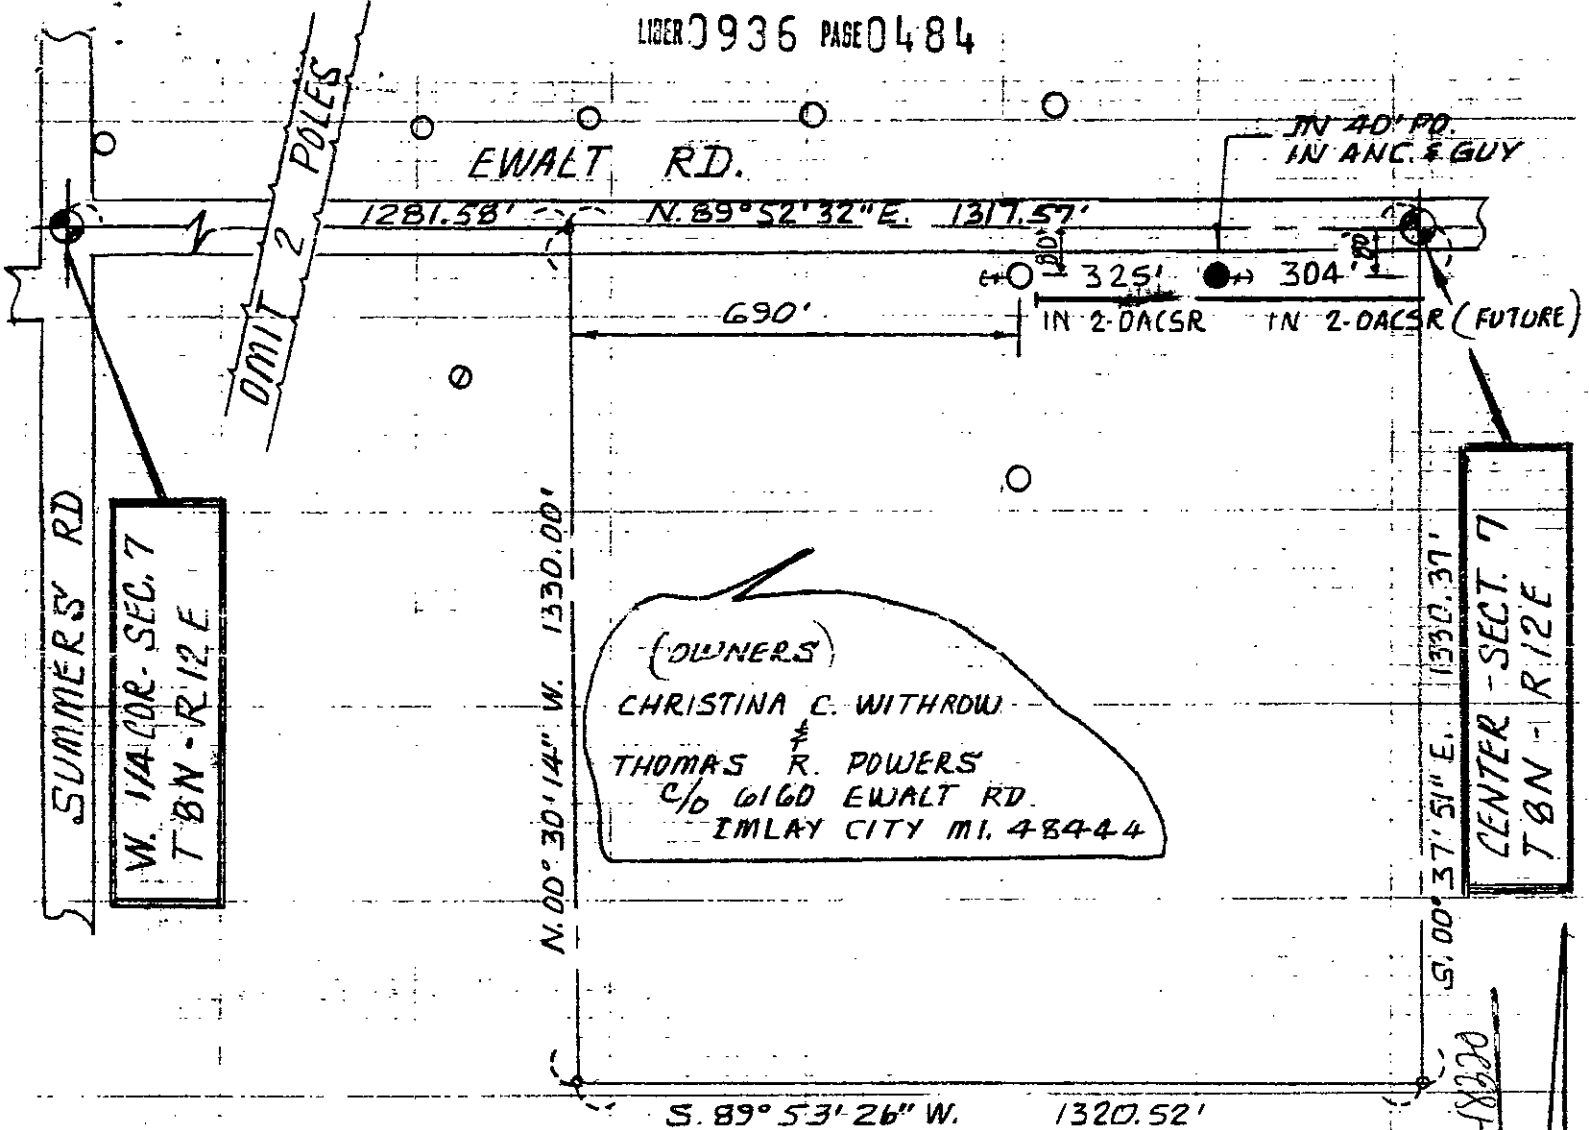 LIBER 0936 PAGE 0484
OMIT 2 POLES
EWALT RD.
IN 40' PO.
IN ANC. & GUY
1281.58'
N. 89° 52' 32" E. 1317.57'
80'
325'
304'
80'
690'
IN 2-0ACSR
IN 2-0ACSR (FUTURE)
SUMMERS RD
W. 1/4 COR- SEC. 7
T8N - R12E
N. 00° 30' 14" W. 1330.00'
(OWNERS)
CHRISTINA C. WITHROW
&
THOMAS R. POWERS
C/O 6160 EWALT RD.
IMLAY CITY MI. 48444
S. 00° 37' 51" E. 1330.37'
CENTER - SECT. 7
T8N - R12E
S. 89° 53' 26" W. 1320.52'